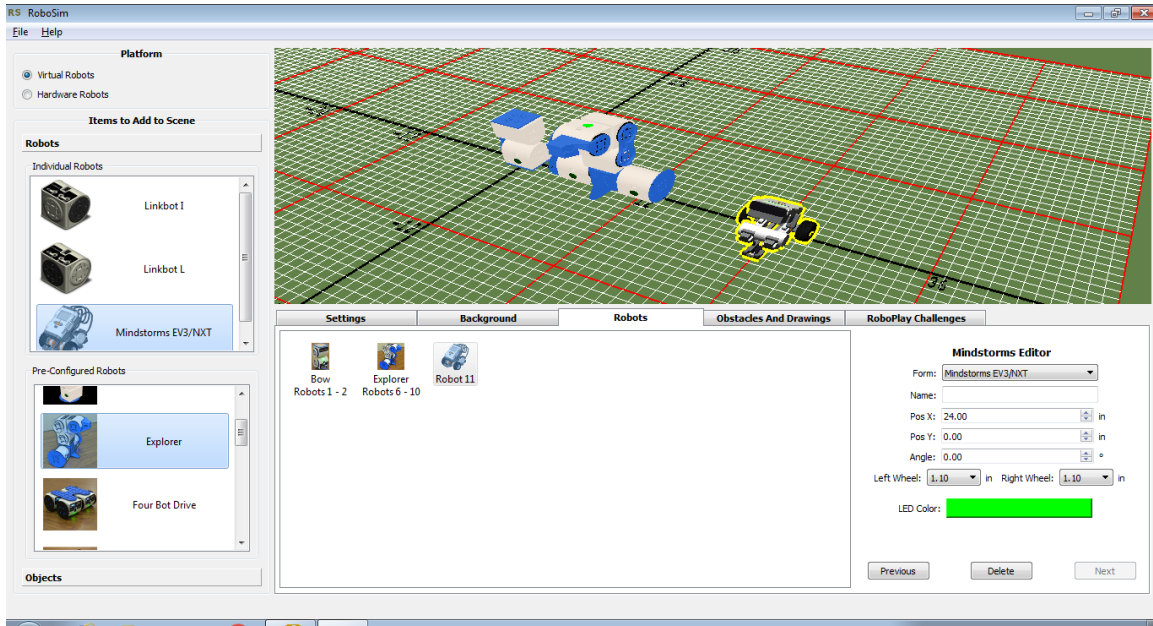 RS RoboSim
File Help
Platform
Virtual Robots
Hardware Robots
Items to Add to Scene
Robots
Individual Robots
Linkbot I
Linkbot L
Mindstorms EV3/NXT
Pre-Configured Robots
Explorer
Four Bot Drive
Objects
Settings Background Robots Obstacles And Drawings RoboPlay Challenges
Bow Explorer Robot 11
Robots 1 - 2 Robots 6 - 10
Mindstorms Editor
Form: Mindstorms EV3/NXT
Name:
Pos X: 24.00 in
Pos Y: 0.00 in
Angle: 0.00 °
Left Wheel: 1.10 in Right Wheel: 1.10 in
LED Color:
Previous Delete Next